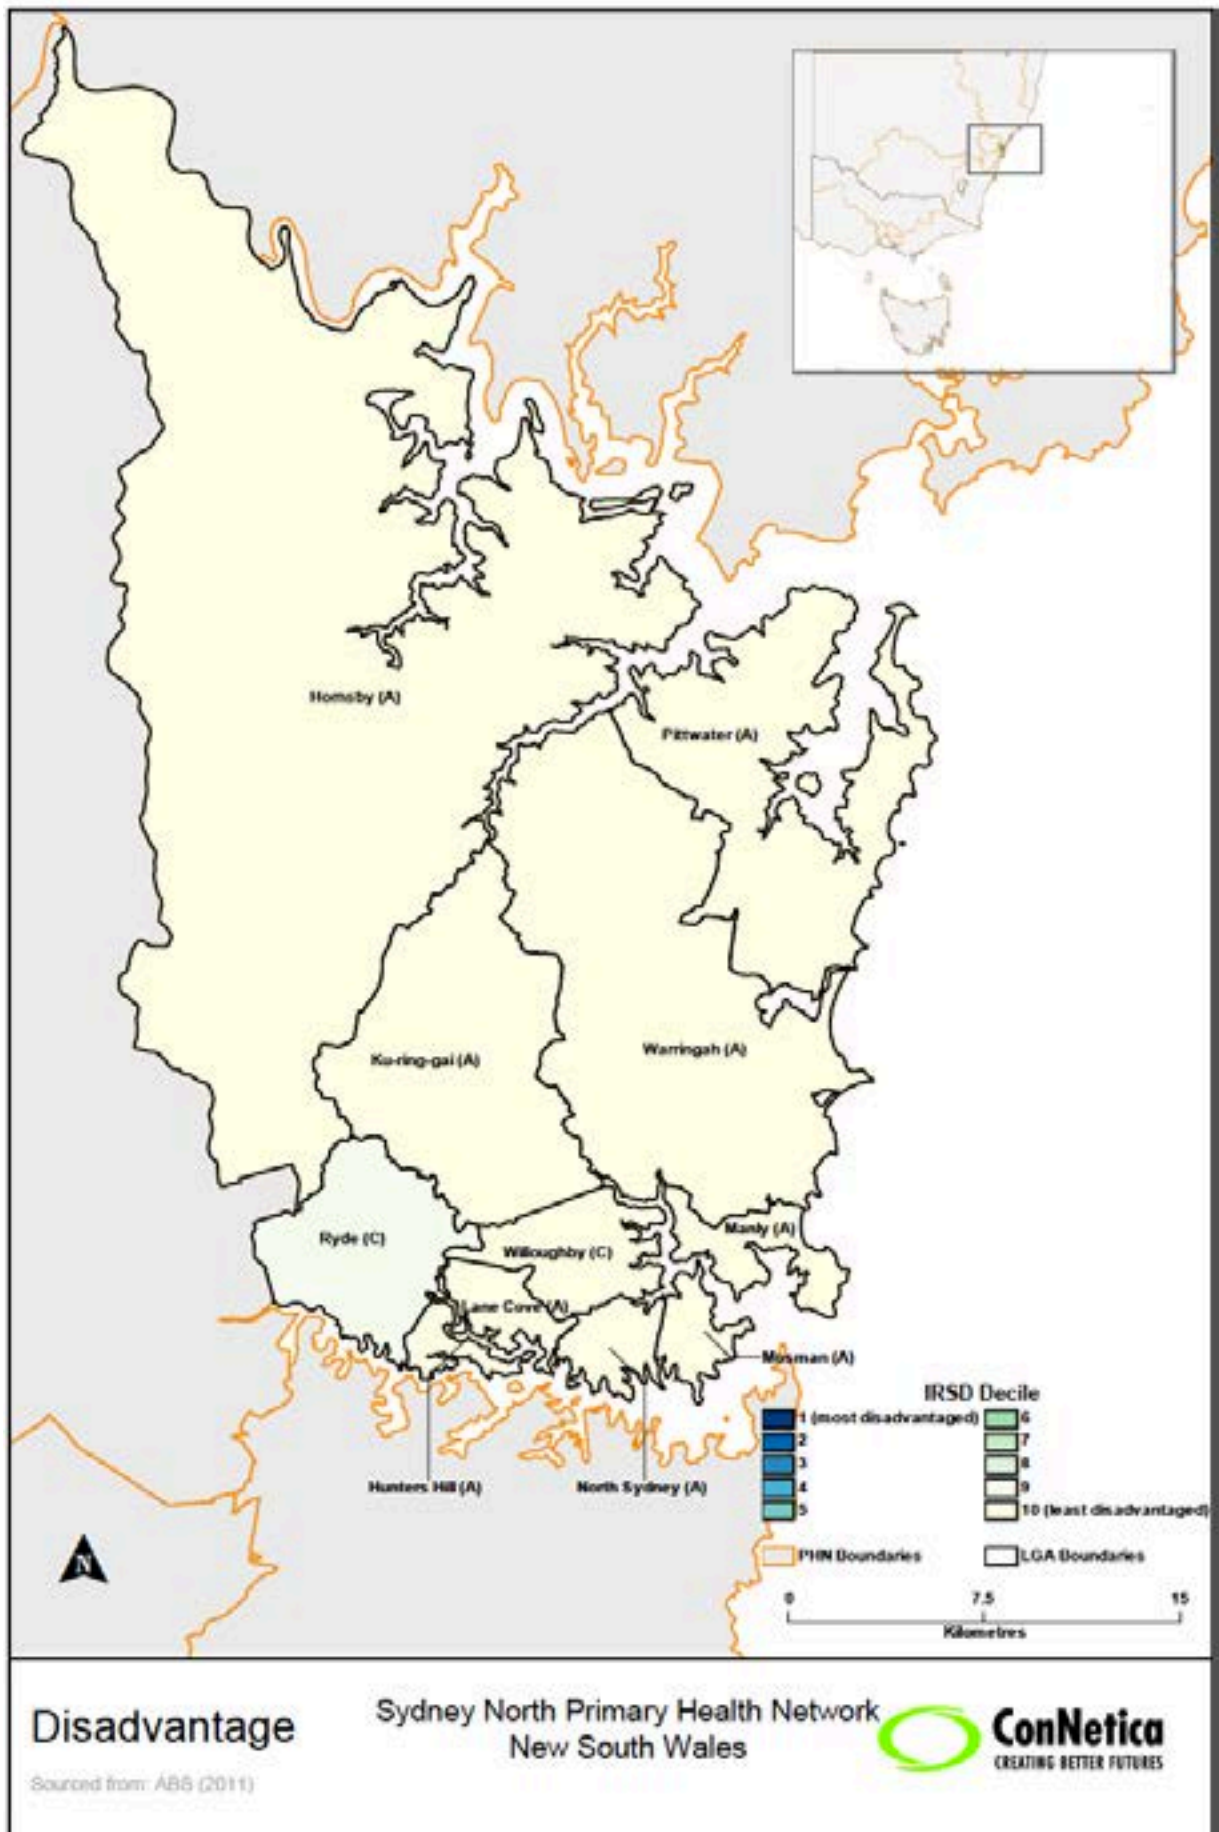 Hornsby (A)
Pittwater (A)
Ku-ring-gai (A)
Warringah (A)
Ryde (C)
Willoughby (C)
Manly (A)
Lane Cove (A)
Mosman (A)
Hunters Hill (A)
North Sydney (A)
IRSD Decile
1 (most disadvantaged)
2
3
4
5
6
7
8
9
10 (least disadvantaged)
PHN Boundaries
LGA Boundaries
0 7.5 15
Kilometres
N
Disadvantage
Sourced from: ABS (2011)
Sydney North Primary Health Network
New South Wales
ConNetica
CREATING BETTER FUTURES